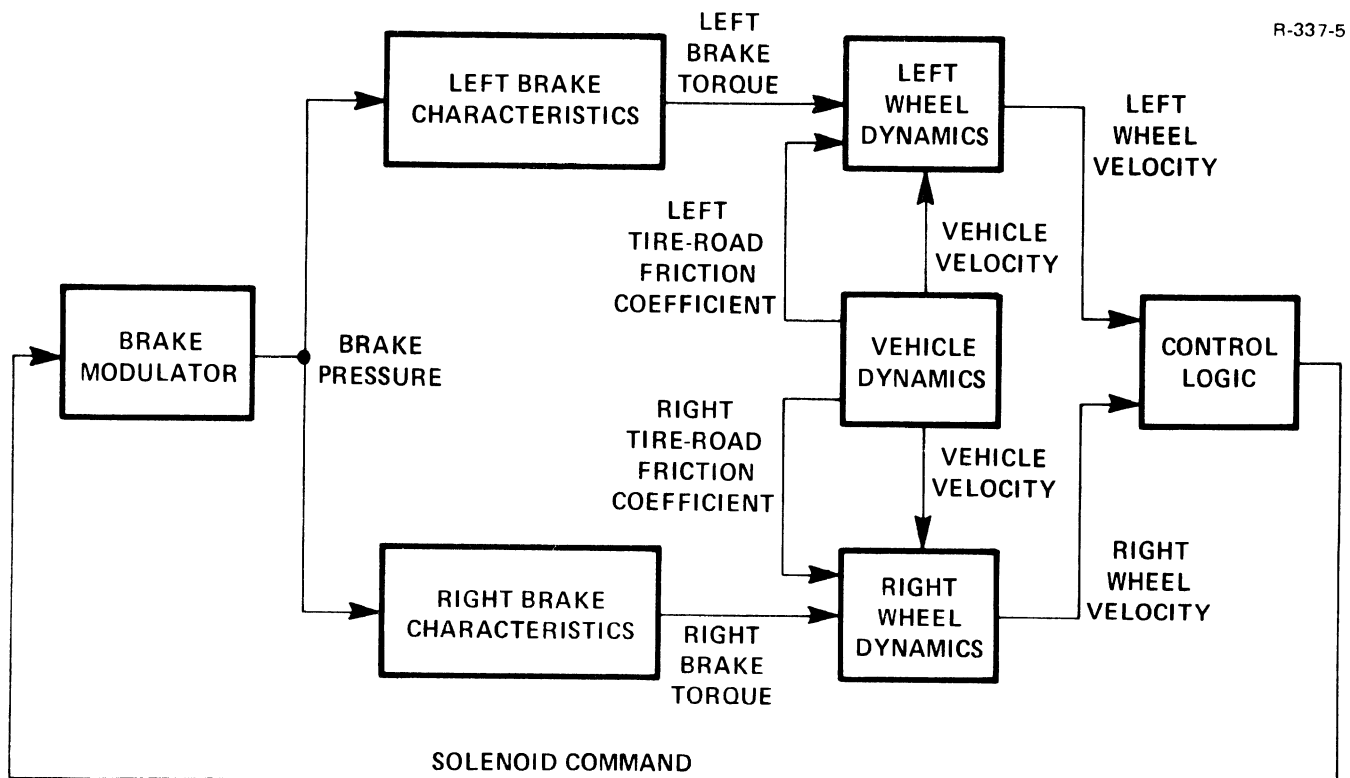 R-337-5
LEFT
BRAKE
TORQUE
LEFT BRAKE
CHARACTERISTICS
LEFT
WHEEL
DYNAMICS
LEFT
WHEEL
VELOCITY
LEFT
TIRE-ROAD
FRICTION
COEFFICIENT
VEHICLE
VELOCITY
BRAKE
MODULATOR
BRAKE
PRESSURE
VEHICLE
DYNAMICS
CONTROL
LOGIC
RIGHT
TIRE-ROAD
FRICTION
COEFFICIENT
VEHICLE
VELOCITY
RIGHT BRAKE
CHARACTERISTICS
RIGHT
BRAKE
TORQUE
RIGHT
WHEEL
DYNAMICS
RIGHT
WHEEL
VELOCITY
SOLENOID COMMAND